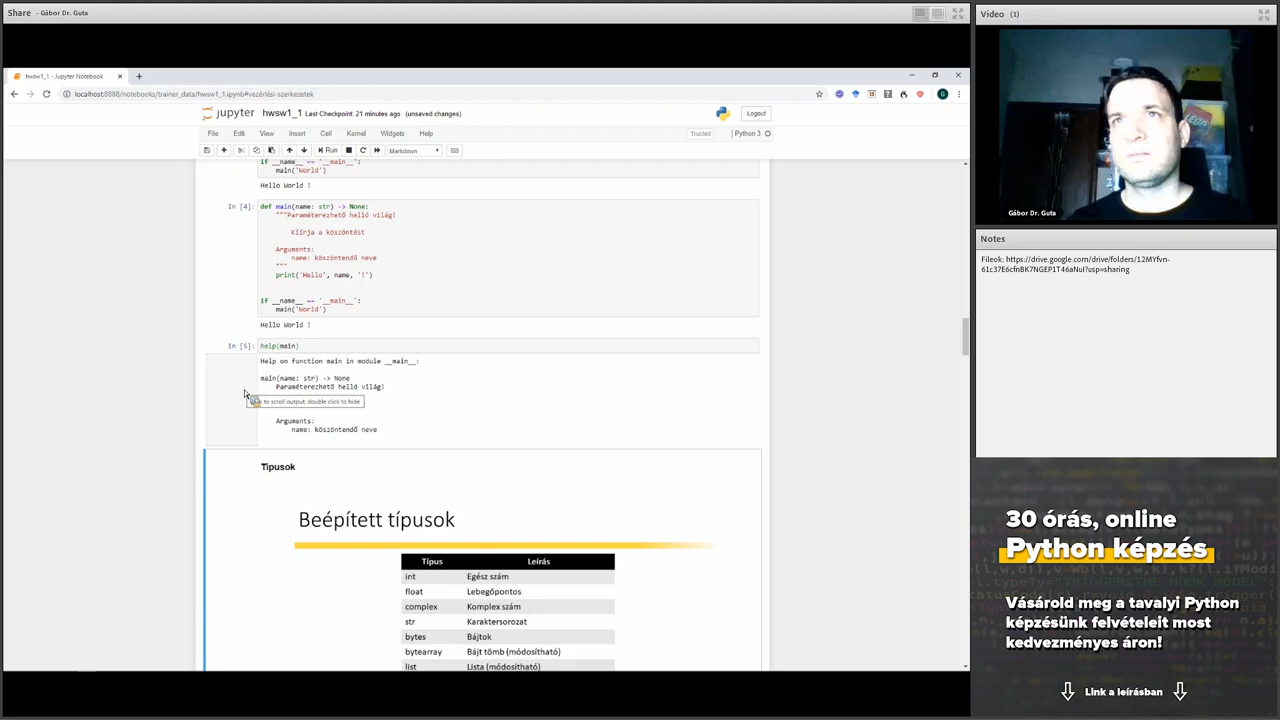 Share - Gábor Dr. Guta
hwsw1_1 - Jupyter Notebook
localhost:8888/notebooks/trainer_data/hwsw1_1.ipynb#vezérlési-szerkezetek
jupyter hwsw1_1 Last Checkpoint: 21 minutes ago (unsaved changes)
Logout
File Edit View Insert Cell Kernel Widgets Help
Trusted Python 3
Run Markdown
if __name__ == '__main__':
main('World')
Hello World !
In [4]: def main(name: str) -> None:
"""Paraméterezhető helló világ!
Kiírja a köszöntést
Arguments:
name: köszöntendő neve
"""
print('Hello', name, '!')
if __name__ == '__main__':
main('World')
Hello World !
In [5]: help(main)
Help on function main in module __main__:
main(name: str) -> None
Paraméterezhető helló világ!
to scroll output; double click to hide
Arguments:
name: köszöntendő neve
Típusok
Beépített típusok
Típus Leírás
int Egész szám
float Lebegőpontos
complex Komplex szám
str Karaktersorozat
bytes Bájtok
bytearray Bájt tömb (módosítható)
list Lista (módosítható)
Video (1)
Gábor Dr. Guta
Notes
Fileok: https://drive.google.com/drive/folders/12MYfvn-
61c37E6cfnBK7NGEP1T46aNuI?usp=sharing
30 órás, online
Python képzés
Vásárold meg a tavalyi Python
képzésünk felvételeit most
kedvezményes áron!
Link a leírásban